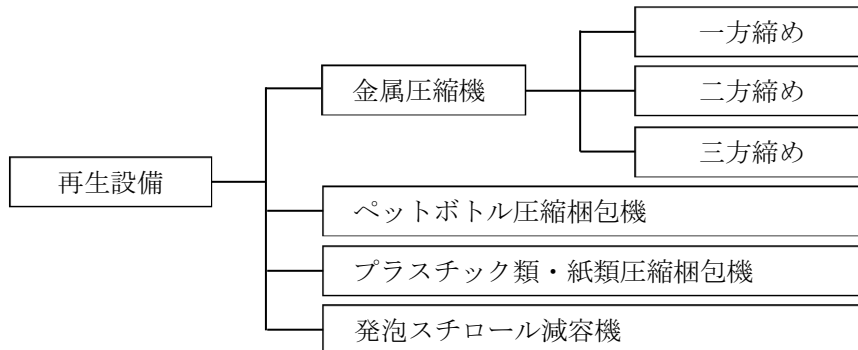 一方締め
金属圧縮機
二方締め
三方締め
再生設備
ペットボトル圧縮梱包機
プラスチック類・紙類圧縮梱包機
発泡スチロール減容機